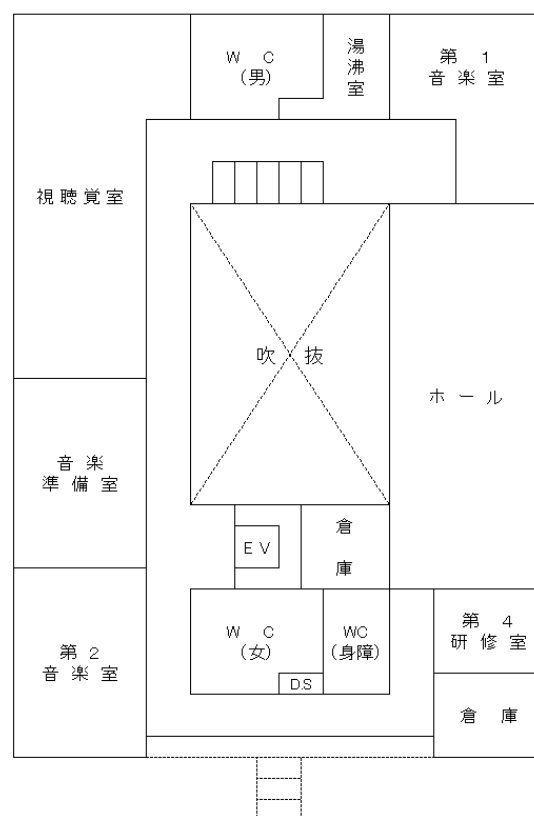 W C
(男)
湯
沸
室
第 1
音 楽 室
視 聴 覚 室
吹 抜
ホ ー ル
音 楽
準 備 室
E V
倉
庫
W C
(女)
WC
(身障)
第 4
研 修 室
第 2
音 楽 室
D.S
倉 庫